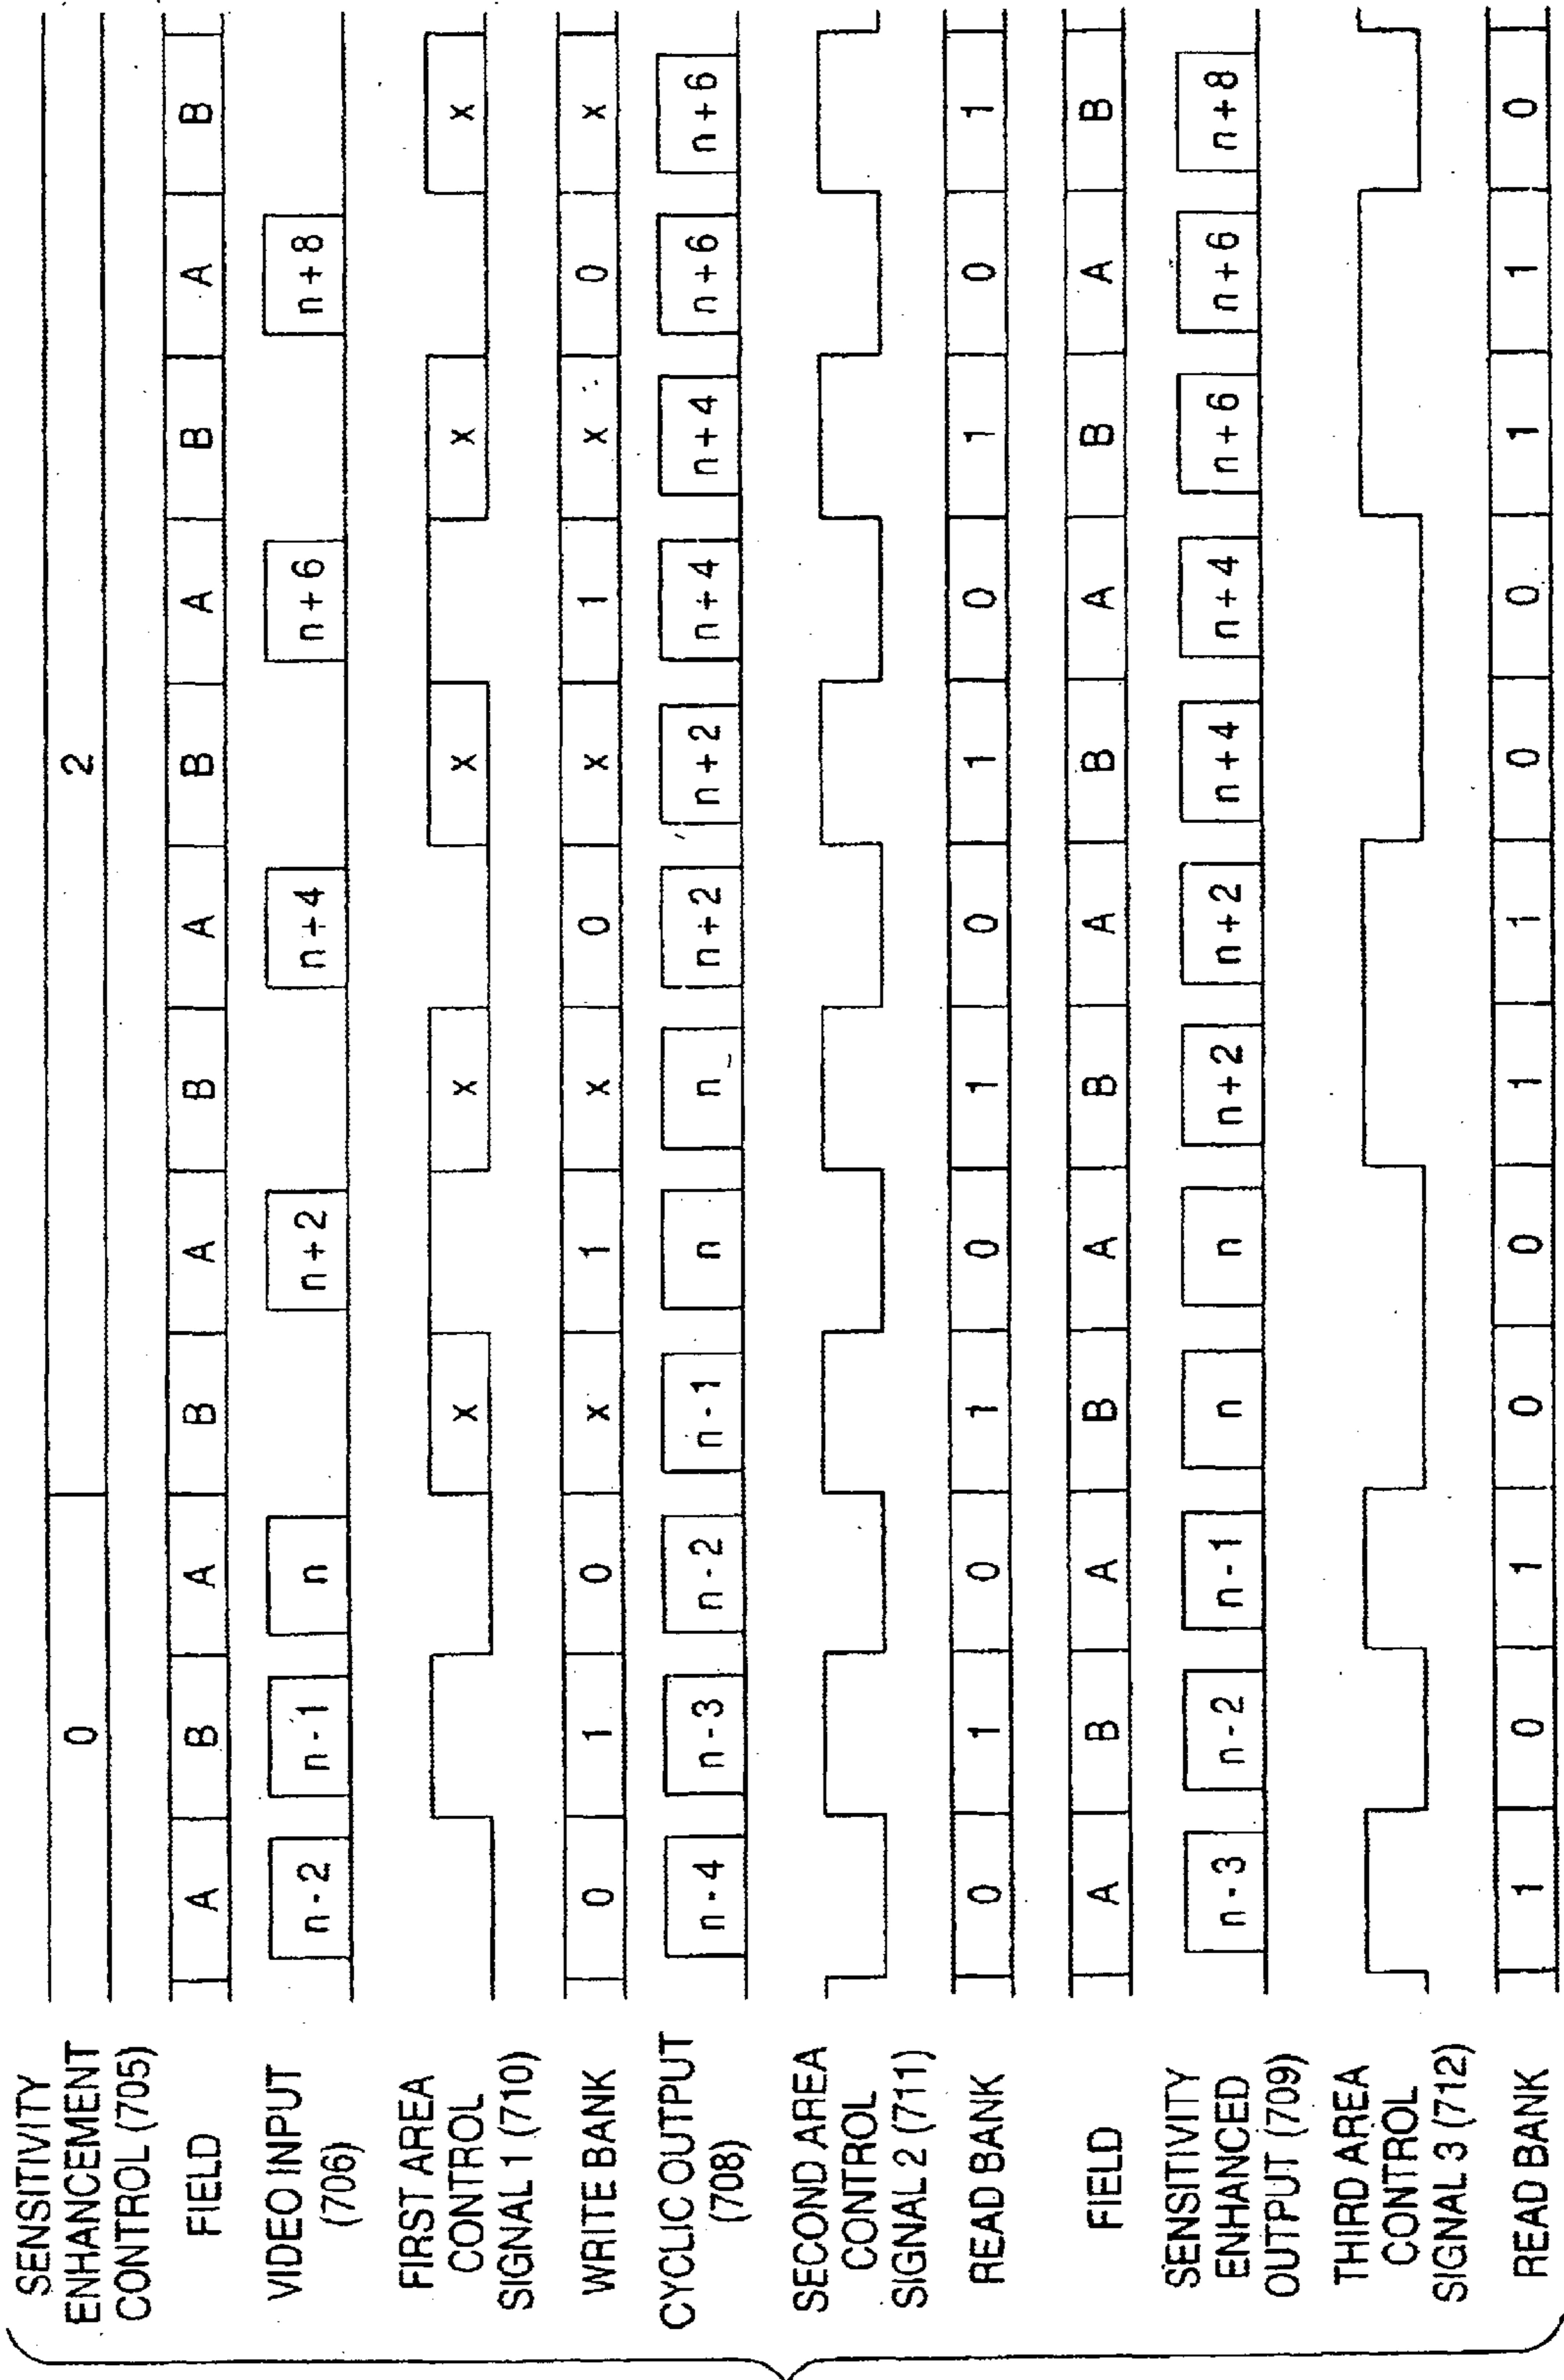 SENSITIVITY
ENHANCEMENT
CONTROL (705)
0 2
FIELD
A B A B A B A B A B A B
VIDEO INPUT
(706)
n-2 n-1 n n+2 n+4 n+6 n+8
FIRST AREA
CONTROL
SIGNAL 1 (710)
x x x x x
WRITE BANK
0 1 0 x 1 x 0 x 1 x 0 x
CYCLIC OUTPUT
(708)
n-4 n-3 n-2 n-1 n n n+2 n+2 n+4 n+4 n+6 n+6
SECOND AREA
CONTROL
SIGNAL 2 (711)
READ BANK
0 1 0 1 0 1 0 1 0 1 0 1
FIELD
A B A B A B A B A B A B
SENSITIVITY
ENHANCED
OUTPUT (709)
n-3 n-2 n-1 n n n+2 n+2 n+4 n+4 n+6 n+6 n+8
THIRD AREA
CONTROL
SIGNAL 3 (712)
READ BANK
1 0 1 0 0 1 1 0 0 1 1 0